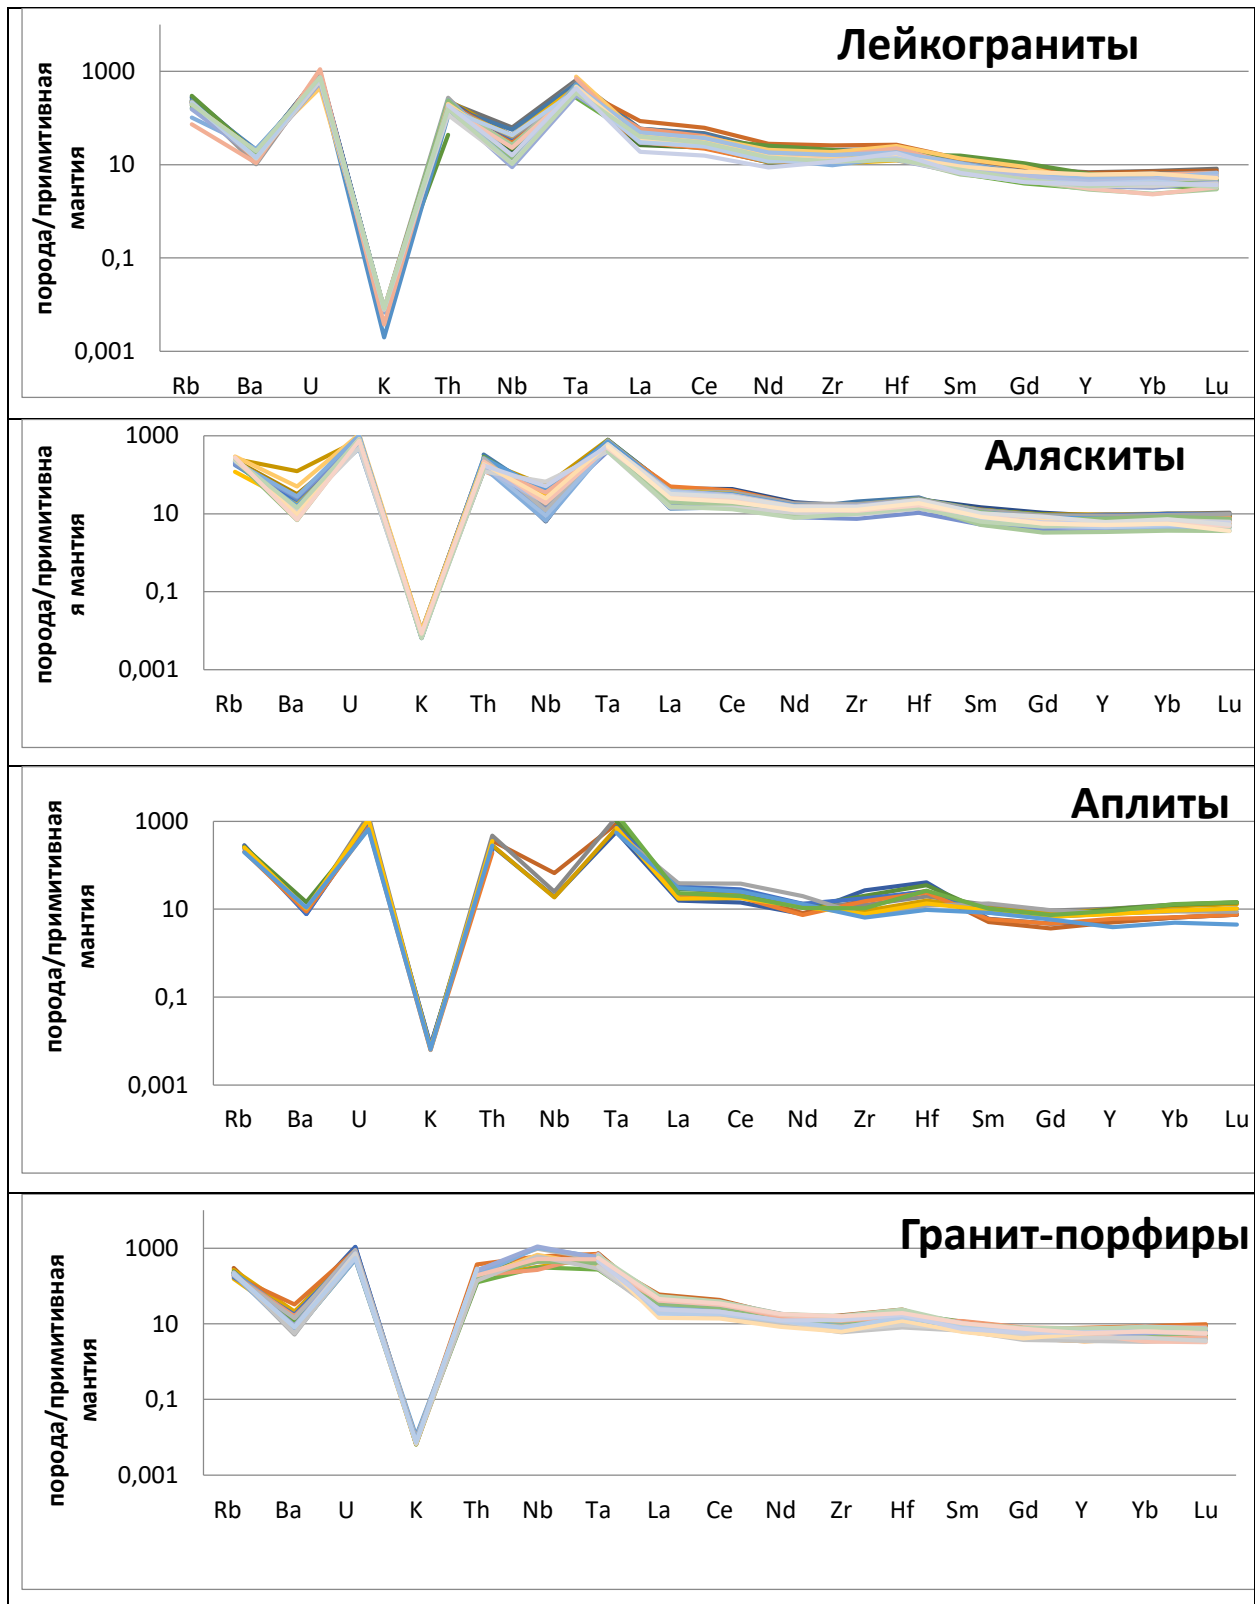 Лейкограниты
порода/примитивная
мантия
1000
10
0,1
0,001
Rb Ba U K Th Nb Ta La Ce Nd Zr Hf Sm Gd Y Yb Lu
Аляскиты
порода/примитивна
я мантия
1000
10
0,1
0,001
Rb Ba U K Th Nb Ta La Ce Nd Zr Hf Sm Gd Y Yb Lu
Аплиты
порода/примитивная
мантия
1000
10
0,1
0,001
Rb Ba U K Th Nb Ta La Ce Nd Zr Hf Sm Gd Y Yb Lu
Гранит-порфиры
порода/примитивная
мантия
1000
10
0,1
0,001
Rb Ba U K Th Nb Ta La Ce Nd Zr Hf Sm Gd Y Yb Lu